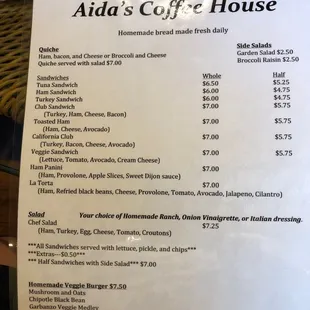 Aida's Coffee House
Homemade bread made fresh daily
Quiche
Ham, bacon, and Cheese or Broccoli and Cheese
Quiche served with salad $7.00
Side Salads
Garden Salad $2.50
Broccoli Raisin $2.50
Sandwiches Whole Half
Tuna Sandwich $6.50 $5.25
Ham Sandwich $6.00 $4.75
Turkey Sandwich $6.00 $4.75
Club Sandwich $7.00 $5.75
(Turkey, Ham, Cheese, Bacon)
Toasted Ham $7.00 $5.75
(Ham, Cheese, Avocado)
California Club $7.00 $5.75
(Turkey, Bacon, Cheese, Avocado)
Veggie Sandwich $7.00 $5.75
(Lettuce, Tomato, Avocado, Cream Cheese)
Ham Panini $7.00
(Ham, Provolone, Apple Slices, Sweet Dijon sauce)
La Torta $7.00
(Ham, Refried black beans, Cheese, Provolone, Tomato, Avocado, Jalapeno, Cilantro)
Salad Your choice of Homemade Ranch, Onion Vinaigrette, or Italian dressing.
Chef Salad $7.25
(Ham, Turkey, Egg, Cheese, Tomato, Croutons)
***All Sandwiches served with lettuce, pickle, and chips***
***Extras---$0.50***
*** Half Sandwiches with Side Salad*** $7.00
Homemade Veggie Burger $7.50
Mushroom and Oats
Chipotle Black Bean
Garbanzo Veggie Medley